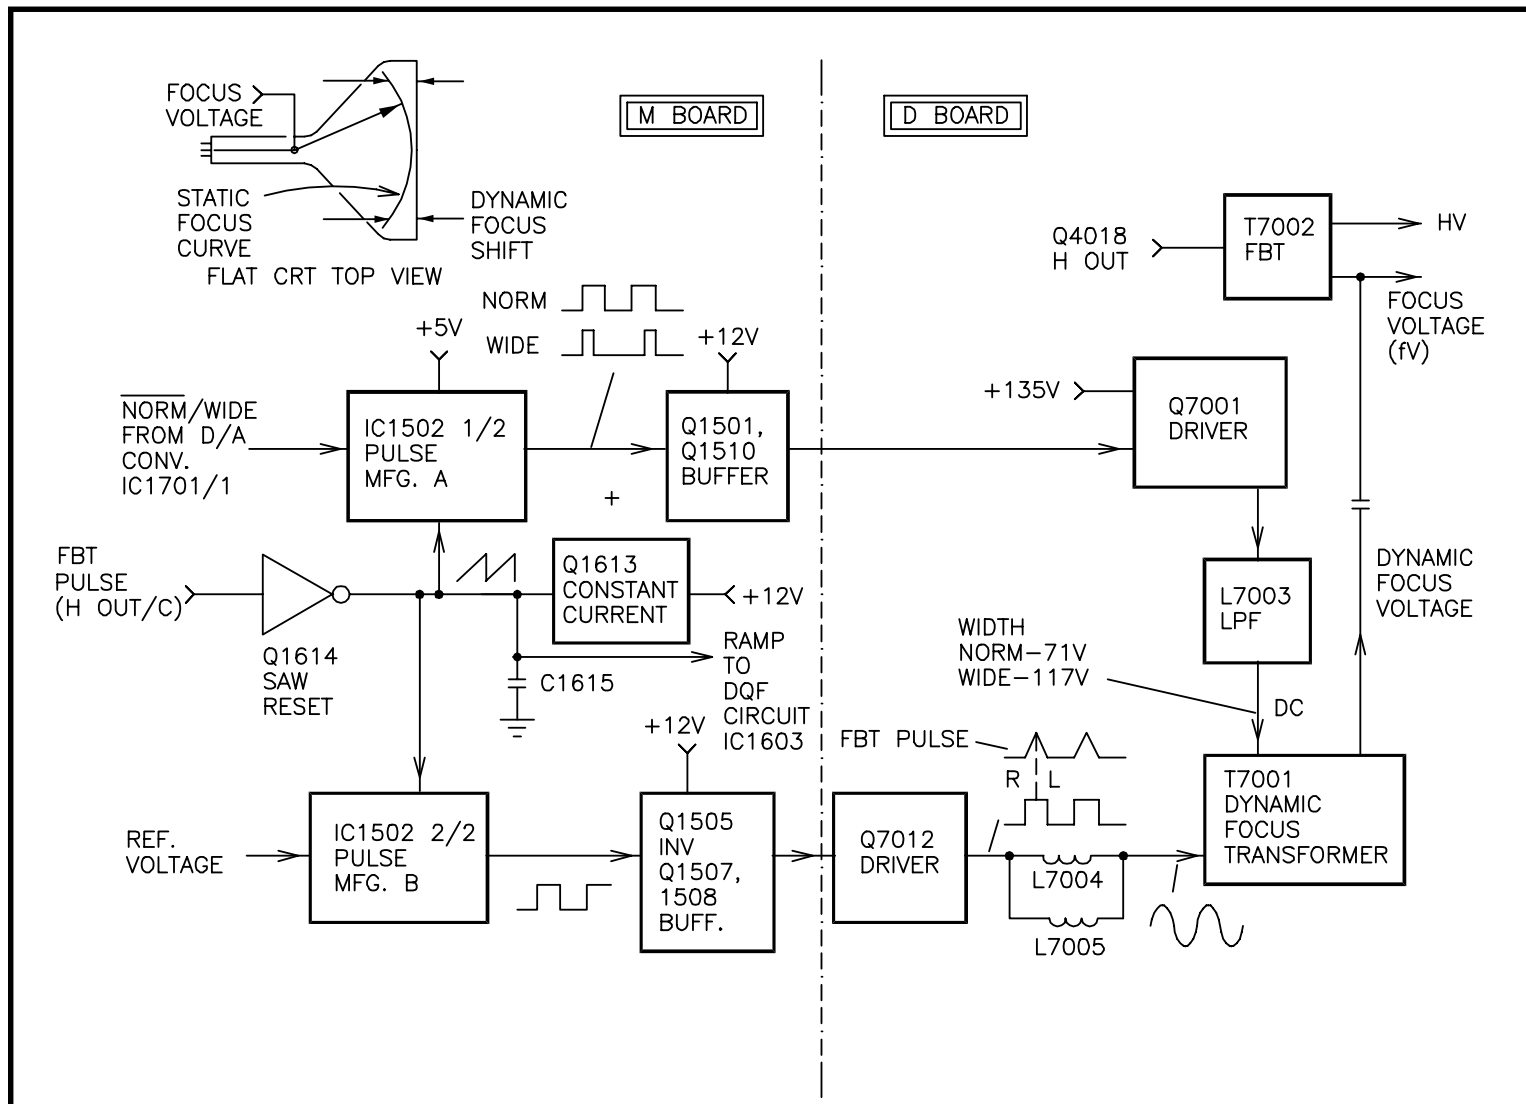 FOCUS
VOLTAGE
STATIC
FOCUS
CURVE
DYNAMIC
FOCUS
SHIFT
FLAT CRT TOP VIEW
M BOARD
D BOARD
Q4018
H OUT
T7002
FBT
HV
FOCUS
VOLTAGE
(fV)
NORM
WIDE
+5V
+12V
NORM/WIDE
FROM D/A
CONV.
IC1701/1
IC1502 1/2
PULSE
MFG. A
+
Q1501,
Q1510
BUFFER
+135V
Q7001
DRIVER
FBT
PULSE
(H OUT/C)
Q1614
SAW
RESET
Q1613
CONSTANT
CURRENT
+12V
C1615
RAMP
TO
DQF
CIRCUIT
IC1603
L7003
LPF
DYNAMIC
FOCUS
VOLTAGE
WIDTH
NORM-71V
WIDE-117V
DC
REF.
VOLTAGE
IC1502 2/2
PULSE
MFG. B
+12V
Q1505
INV
Q1507,
1508
BUFF.
Q7012
DRIVER
FBT PULSE
R L
L7004
L7005
T7001
DYNAMIC
FOCUS
TRANSFORMER